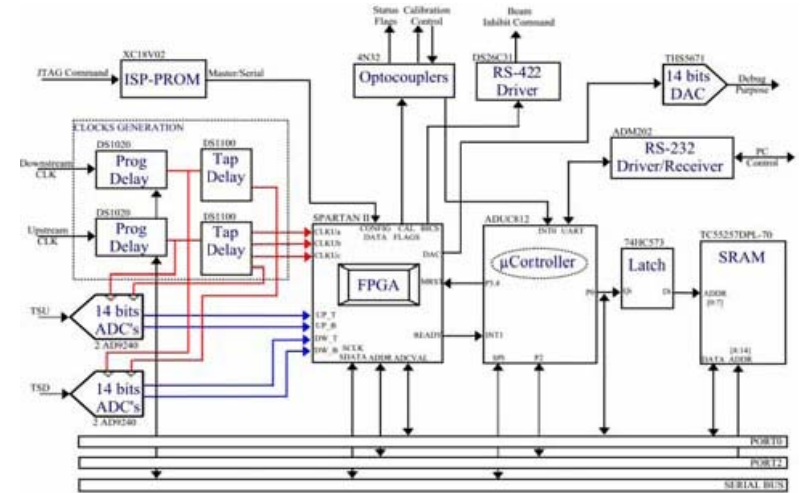 Status Calibration
Flags Control
Beam
Inhibit Command
XC18V02
JTAG Command
ISP-PROM
Master/Serial
4N32
Optocouplers
DS26C31
RS-422
Driver
THS5671
14 bits
DAC
Debug
Purpose
CLOCKS GENERATION
DS1020
Prog
Delay
DS1100
Tap
Delay
Downstream
CLK
ADM202
RS-232
Driver/Receiver
PC
Control
DS1020
Prog
Delay
DS1100
Tap
Delay
Upstream
CLK
SPARTAN II
CONFIG CAL BICS
DATA FLAGS
CLKUa
CLKUb
CLKUc
DAC
FPGA
MRST
UP_T
UP_B
DW_T
DW_B
READY
SCLK
SDATA ADDR ADCVAL
ADUC812
INT0 UART
µCortroller
P3.4
P0
INT1
SPI P2
74HC573
Latch
Qi Di
TC55257DPL-70
SRAM
ADDR
[0:7]
[8:14]
DATA ADDR
TSU
14 bits
ADC's
2 AD9240
TSD
14 bits
ADC's
2 AD9240
PORT0
PORT2
SERIAL BUS